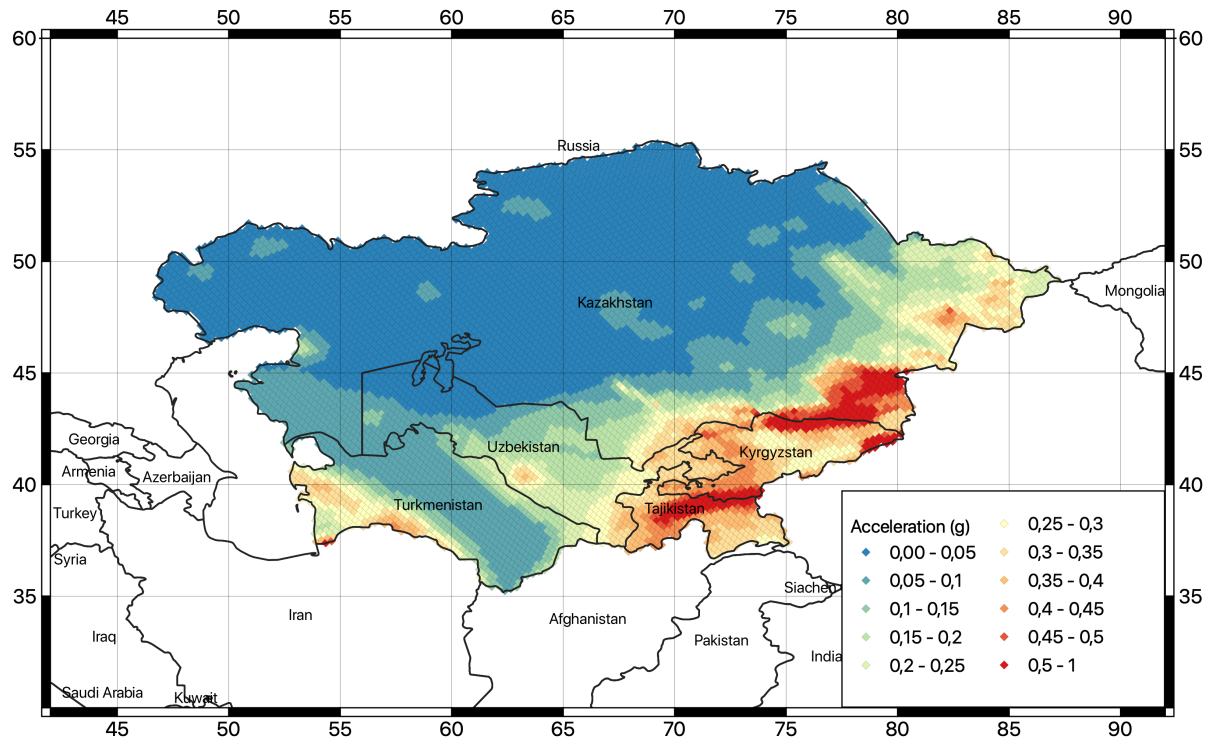 45 50 55 60 65 70 75 80 85 90
60 60
Russia
55 55
50 50
Mongolia
Kazakhstan
45 45
Georgia
Uzbekistan
Kyrgyzstan
Armenia
Azerbaijan
40 40
Turkmenistan
Tajikistan
Turkey
Acceleration (g)
0,00 - 0,05
0,05 - 0,1
0,1 - 0,15
0,15 - 0,2
0,2 - 0,25
0,25 - 0,3
0,3 - 0,35
0,35 - 0,4
0,4 - 0,45
0,45 - 0,5
0,5 - 1
Syria
Siachen
35 35
Iran
Afghanistan
Iraq
Pakistan
India
Saudi Arabia
Kuwait
45 50 55 60 65 70 75 80 85 90